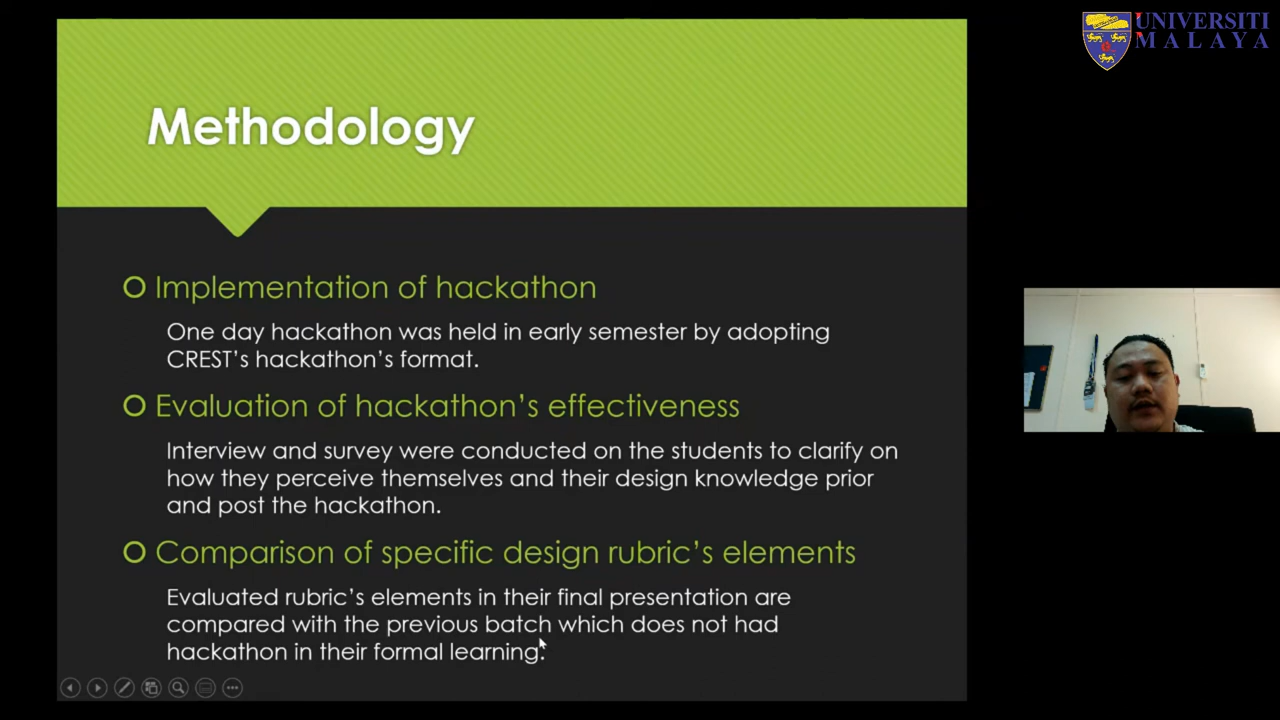 UNIVERSITI
MALAYA
Methodology
Implementation of hackathon
One day hackathon was held in early semester by adopting
CREST's hackathon's format.
Evaluation of hackathon's effectiveness
Interview and survey were conducted on the students to clarify on
how they perceive themselves and their design knowledge prior
and post the hackathon.
Comparison of specific design rubric's elements
Evaluated rubric's elements in their final presentation are
compared with the previous batch which does not had
hackathon in their formal learning.